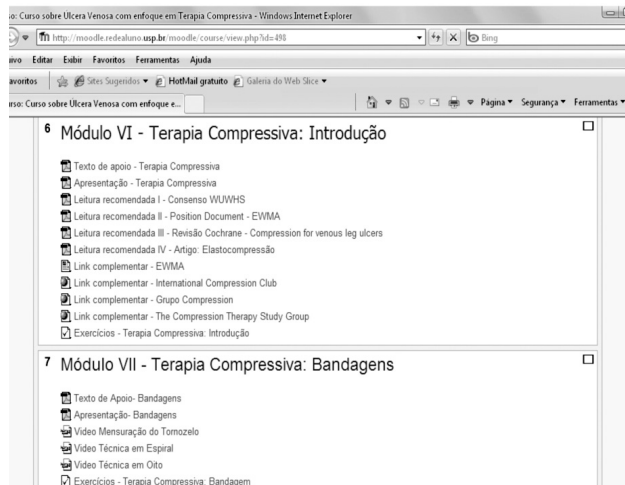 so: Curso sobre Úlcera Venosa com enfoque em Terapia Compressiva - Windows Internet Explorer
http://moodle.redealuno.usp.br/moodle/course/view.php?id=498
Bing
ivo Editar Exibir Favoritos Ferramentas Ajuda
avoritos Sites Sugeridos HotMail gratuito Galeria do Web Slice
urso: Curso sobre Úlcera Venosa com enfoque e... Página Segurança Ferramentas
6 Módulo VI - Terapia Compressiva: Introdução
Texto de apoio - Terapia Compressiva
Apresentação - Terapia Compressiva
Leitura recomendada I - Consenso WUWHS
Leitura recomendada II - Position Document - EWMA
Leitura recomendada III - Revisão Cochrane - Compression for venous leg ulcers
Leitura recomendada IV - Artigo: Elastocompressão
Link complementar - EWMA
Link complementar - International Compression Club
Link complementar - Grupo Compression
Link complementar - The Compression Therapy Study Group
Exercícios - Terapia Compressiva: Introdução
7 Módulo VII - Terapia Compressiva: Bandagens
Texto de Apoio- Bandagens
Apresentação- Bandagens
Video Mensuração do Tornozelo
Video Técnica em Espiral
Video Técnica em Oito
Exercícios - Terapia Compressiva: Bandagem